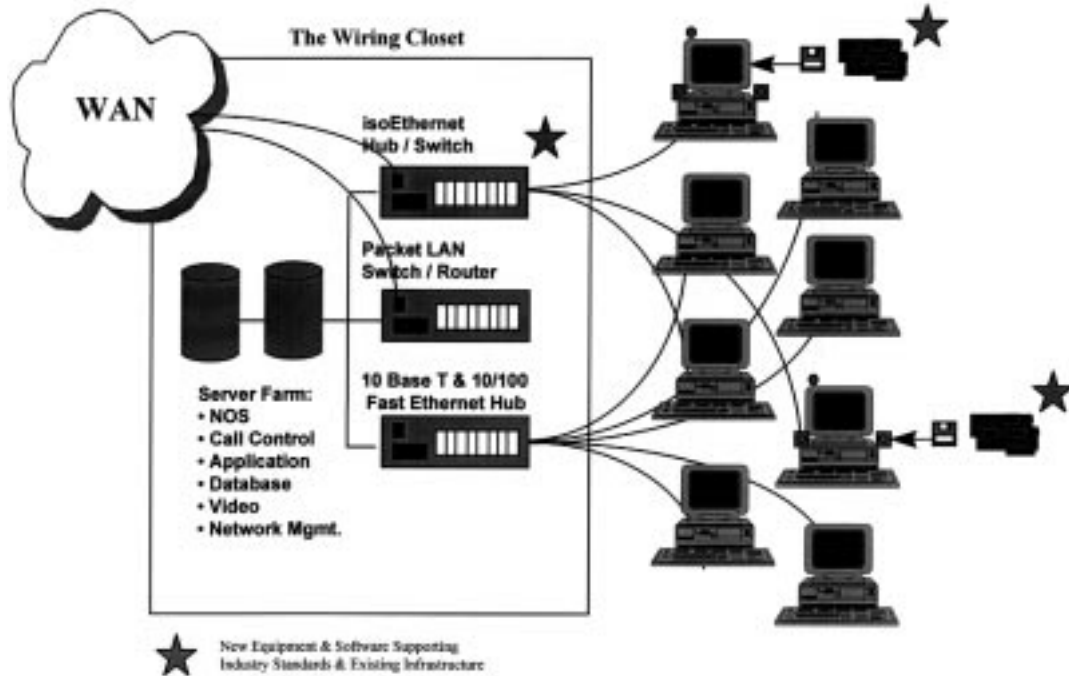 The Wiring Closet
WAN
isoEthernet
Hub / Switch
Packet LAN
Switch / Router
10 Base T & 10/100
Fast Ethernet Hub
Server Farm:
• NOS
• Call Control
• Application
• Database
• Video
• Network Mgmt.
New Equipment & Software Supporting
Industry Standards & Existing Infrastructure